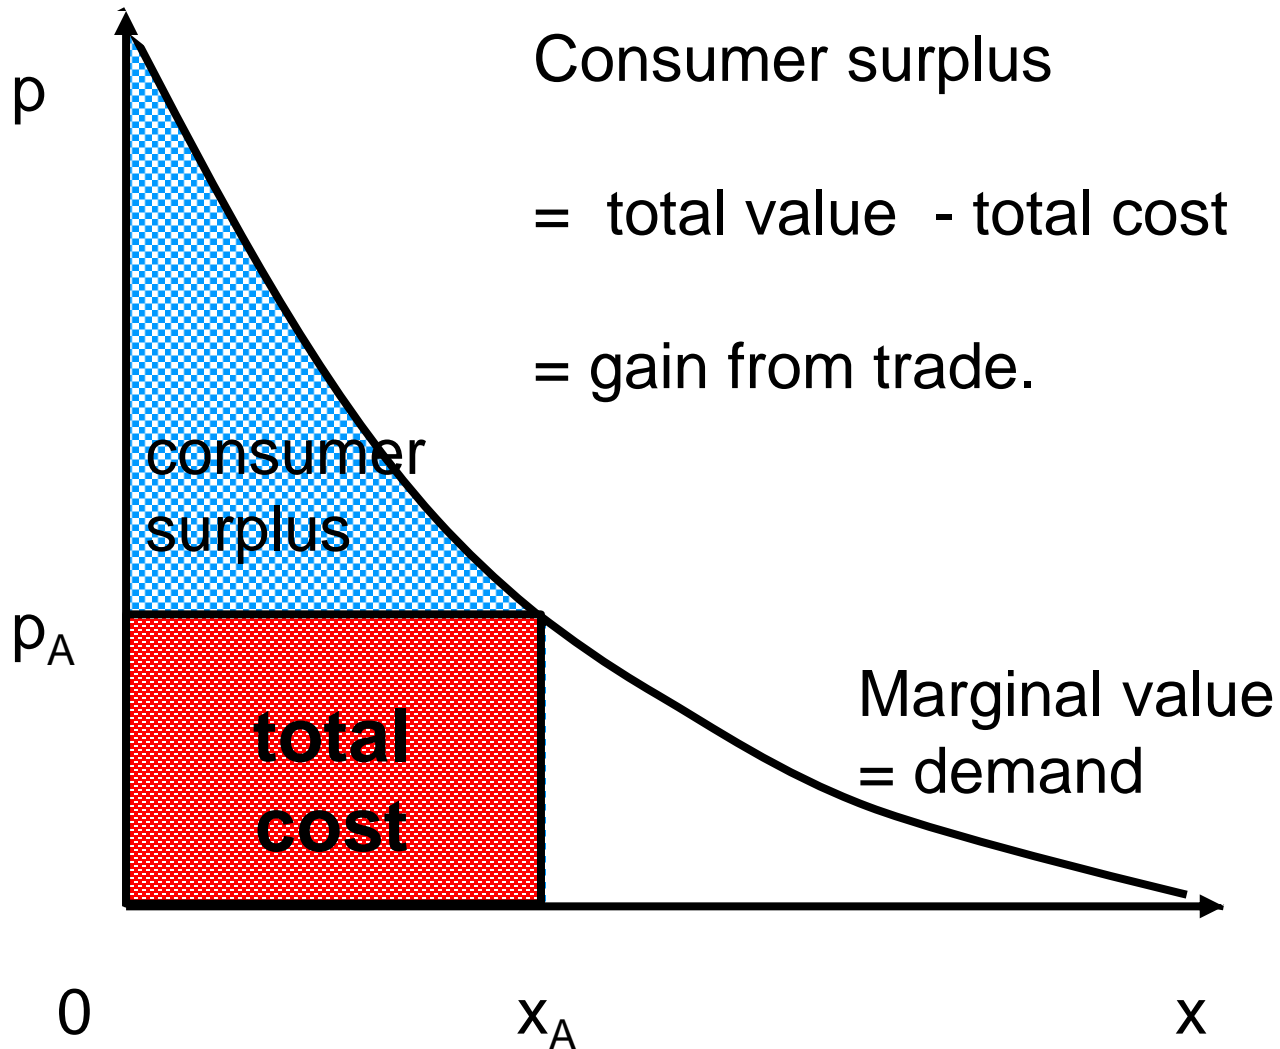 Consumer surplus
p
= total value - total cost
= gain from trade.
consumer
surplus
p_A
Marginal value
= demand
total
cost
0
x_A
x